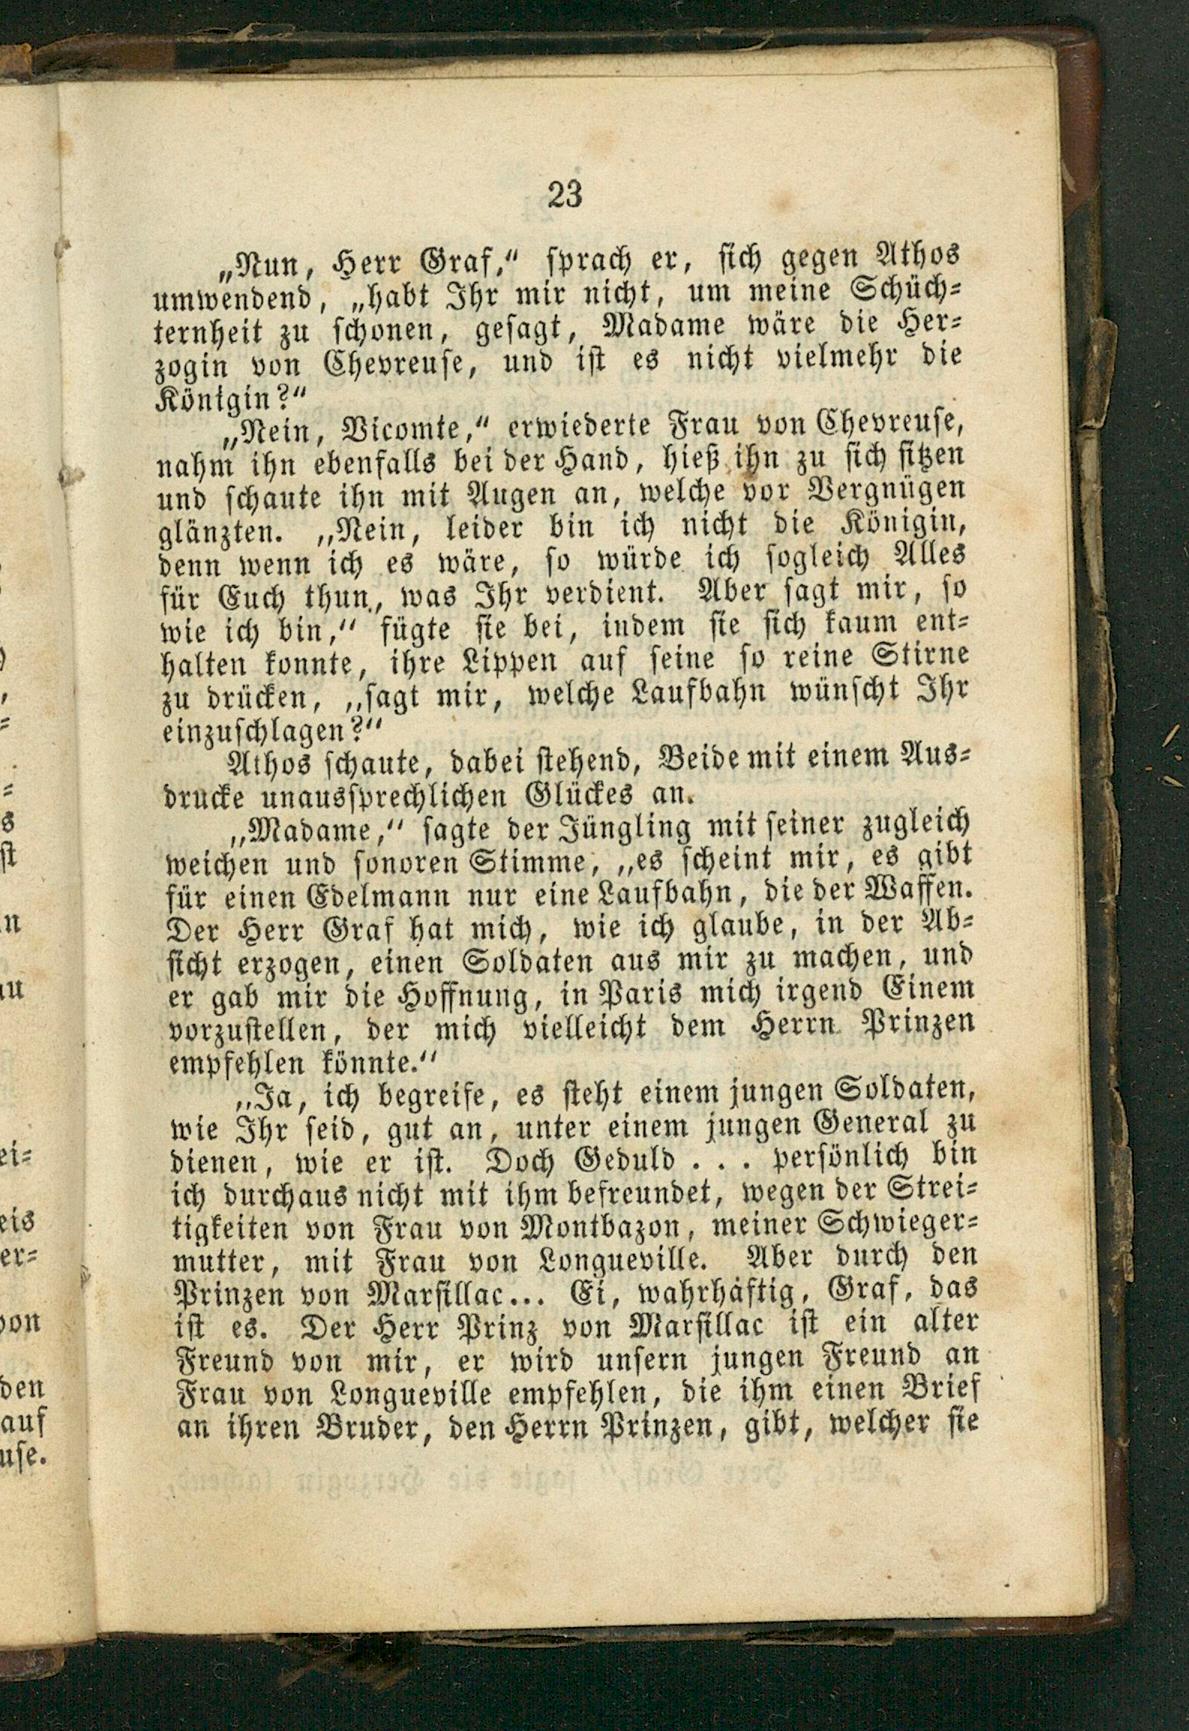 23
„Nun, Herr Graf,“ sprach er, sich gegen Athos
umwendend, „habt Ihr mir nicht, um meine Schüch-
ternheit zu schonen, gesagt, Madame wäre die Her-
zogin von Chevreuse, und ist es nicht vielmehr die
Königin?“
„Nein, Vicomte,“ erwiederte Frau von Chevreuse,
nahm ihn ebenfalls bei der Hand, hieß ihn zu sich sitzen
und schaute ihn mit Augen an, welche vor Vergnügen
glänzten. „Nein, leider bin ich nicht die Königin,
denn wenn ich es wäre, so würde ich sogleich Alles
für Euch thun, was Ihr verdient. Aber sagt mir, so
wie ich bin,“ fügte sie bei, indem sie sich kaum ent-
halten konnte, ihre Lippen auf seine so reine Stirne
zu drücken, „sagt mir, welche Laufbahn wünscht Ihr
einzuschlagen?“
Athos schaute, dabei stehend, Beide mit einem Aus-
drucke unaussprechlichen Glückes an.
„Madame,“ sagte der Jüngling mit seiner zugleich
weichen und sonoren Stimme, „es scheint mir, es gibt
für einen Edelmann nur eine Laufbahn, die der Waffen.
Der Herr Graf hat mich, wie ich glaube, in der Ab-
sicht erzogen, einen Soldaten aus mir zu machen, und
er gab mir die Hoffnung, in Paris mich irgend Einem
vorzustellen, der mich vielleicht dem Herrn Prinzen
empfehlen könnte.“
„Ja, ich begreife, es steht einem jungen Soldaten,
wie Ihr seid, gut an, unter einem jungen General zu
dienen, wie er ist. Doch Geduld . . . persönlich bin
ich durchaus nicht mit ihm befreundet, wegen der Strei-
tigkeiten von Frau von Montbazon, meiner Schwieger-
mutter, mit Frau von Longueville. Aber durch den
Prinzen von Marsillac... Ei, wahrhaftig, Graf, das
ist es. Der Herr Prinz von Marsillac ist ein alter
Freund von mir, er wird unsern jungen Freund an
Frau von Longueville empfehlen, die ihm einen Brief
an ihren Bruder, den Herrn Prinzen, gibt, welcher sie